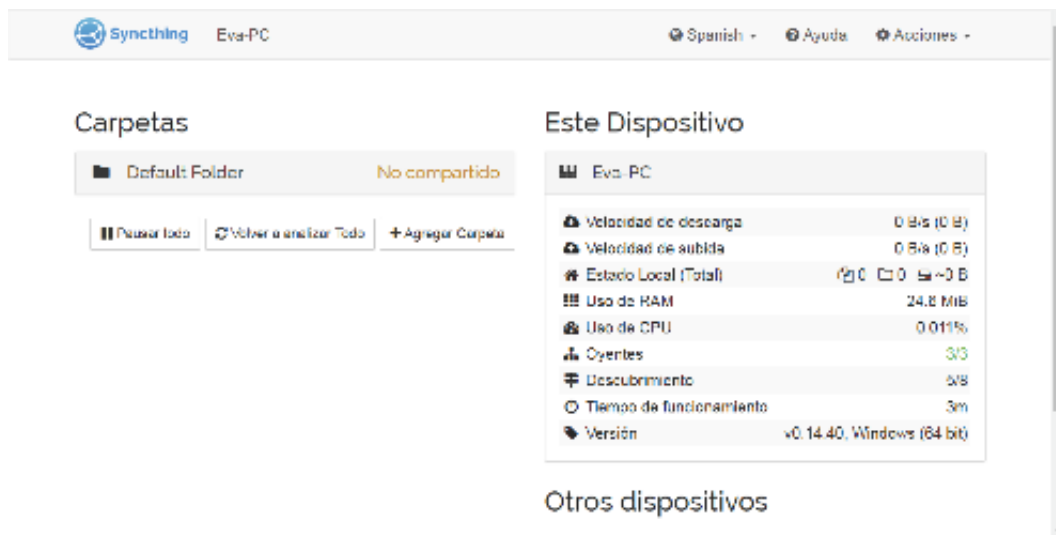 Syncthing Eva-PC Spanish Ayuda Acciones
Carpetas
Default Folder No compartido
Pausar todo Volver a analizar Todo Agregar Carpeta
Este Dispositivo
Eva-PC
Velocidad de descarga 0 B/s (0 B)
Velocidad de subida 0 B/s (0 B)
Estado Local (Total) 0 0 ~0 B
Uso de RAM 24.6 MiB
Uso de CPU 0.011%
Oyentes 3/3
Descubrimiento 5/8
Tiempo de funcionamiento 3m
Versión v0.14.40, Windows (64 bit)
Otros dispositivos